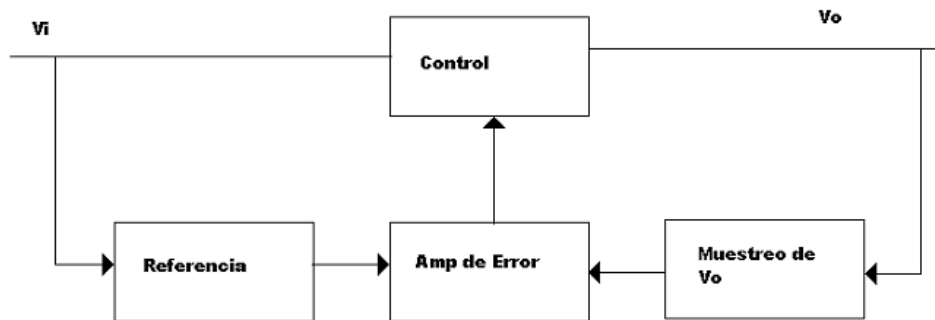 Vi
Vo
Control
Referencia
Amp de Error
Muestreo de
Vo